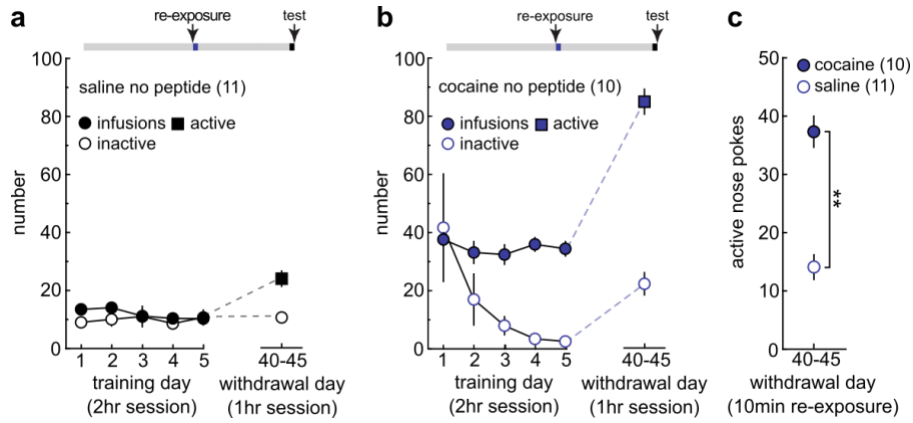 a
re-exposure
test
saline no peptide (11)
infusions active
inactive
number
100
80
60
40
20
0
1 2 3 4 5 40-45
training day withdrawal day
(2hr session) (1hr session)
b
re-exposure
test
cocaine no peptide (10)
infusions active
inactive
number
100
80
60
40
20
0
1 2 3 4 5 40-45
training day withdrawal day
(2hr session) (1hr session)
c
cocaine (10)
saline (11)
active nose pokes
50
40
30
20
10
0
**
40-45
withdrawal day
(10min re-exposure)